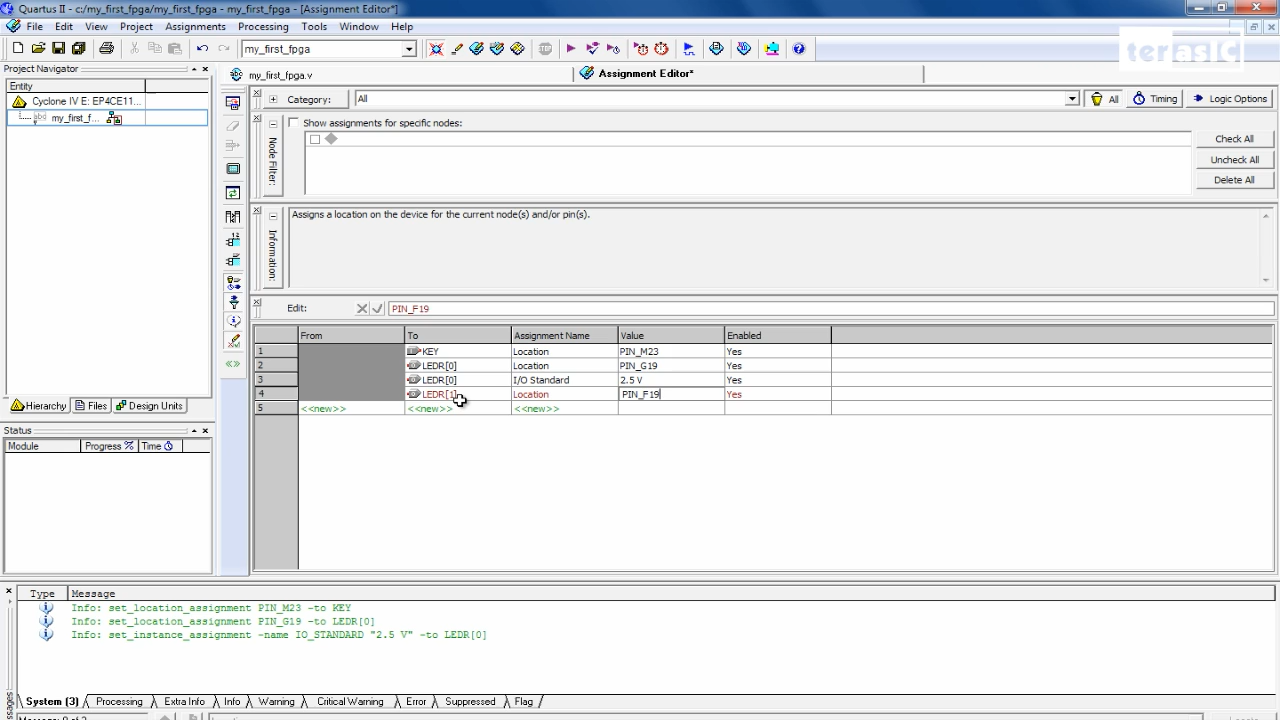 Quartus II - c:/my_first_fpga/my_first_fpga - my_first_fpga - [Assignment Editor*]
File Edit View Project Assignments Processing Tools Window Help
my_first_fpga
terasic
Project Navigator
my_first_fpga.v
Assignment Editor*
Entity
Cyclone IV E: EP4CE11...
my_first_f...
Category:
All
All
Timing
Logic Options
Show assignments for specific nodes:
Node Filter:
Check All
Uncheck All
Delete All
Information:
Assigns a location on the device for the current node(s) and/or pin(s).
Edit:
PIN_F19
From To Assignment Name Value Enabled
1 KEY Location PIN_M23 Yes
2 LEDR[0] Location PIN_G19 Yes
3 LEDR[0] I/O Standard 2.5 V Yes
4 LEDR[1] Location PIN_F19 Yes
5 <<new>> <<new>> <<new>>
Hierarchy Files Design Units
Status
Module Progress % Time
Type Message
Info: set_location_assignment PIN_M23 -to KEY
Info: set_location_assignment PIN_G19 -to LEDR[0]
Info: set_instance_assignment -name IO_STANDARD "2.5 V" -to LEDR[0]
System (3) Processing Extra Info Info Warning Critical Warning Error Suppressed Flag